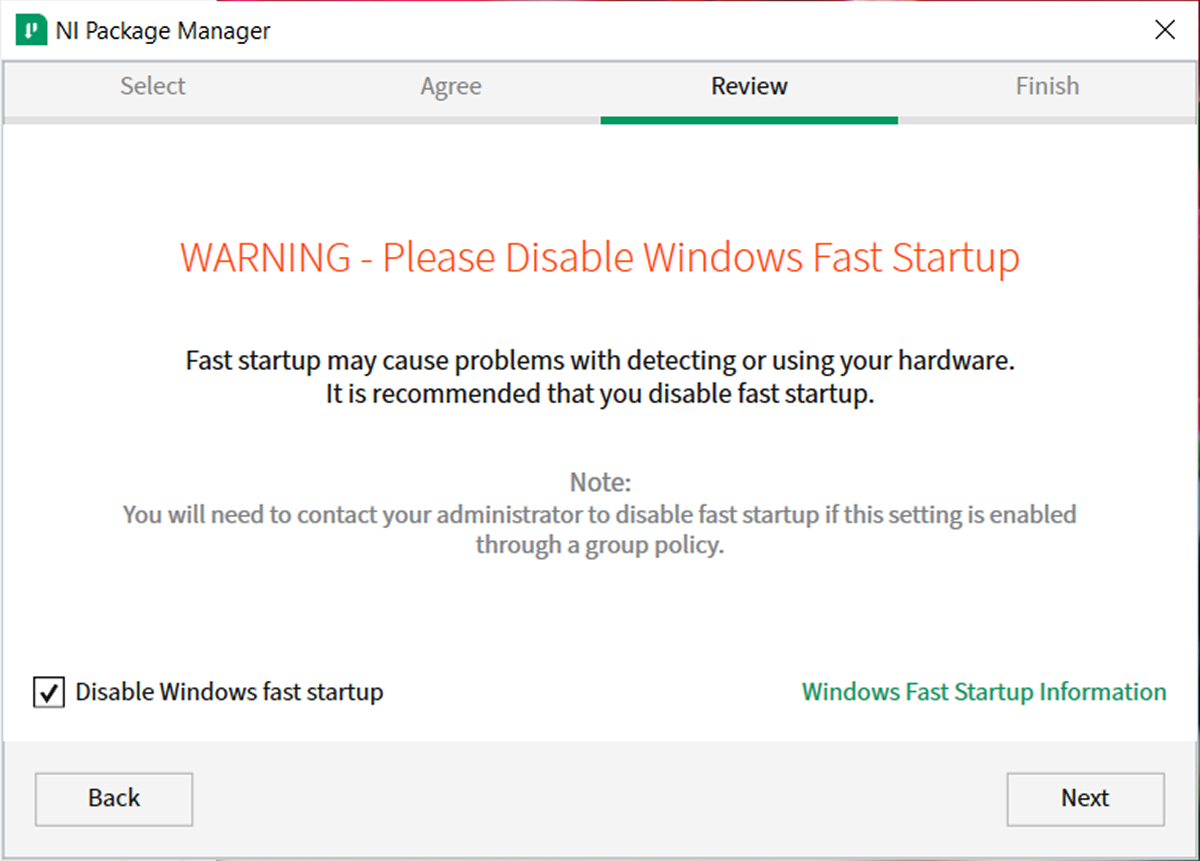 NI Package Manager
Select
Agree
Review
Finish
WARNING - Please Disable Windows Fast Startup
Fast startup may cause problems with detecting or using your hardware.
It is recommended that you disable fast startup.
Note:
You will need to contact your administrator to disable fast startup if this setting is enabled
through a group policy.
Disable Windows fast startup
Windows Fast Startup Information
Back
Next